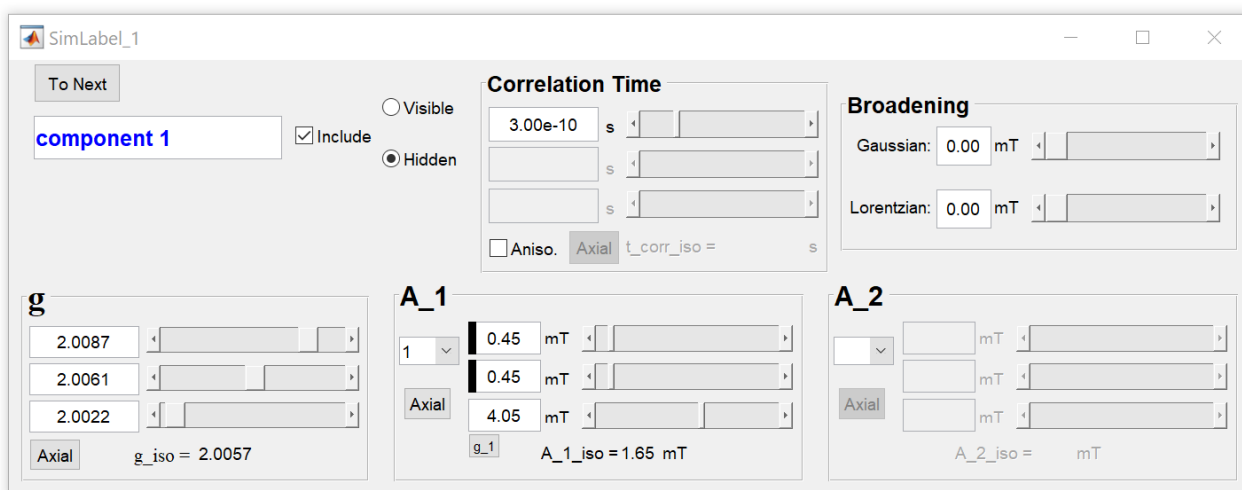 SimLabel_1
To Next
component 1
Include
Visible
Hidden
Correlation Time
3.00e-10 s
s
s
Aniso.
Axial
t_corr_iso = s
Broadening
Gaussian: 0.00 mT
Lorentzian: 0.00 mT
g
2.0087
2.0061
2.0022
Axial
g_iso = 2.0057
A_1
1
0.45 mT
0.45 mT
Axial
4.05 mT
g_1
A_1_iso = 1.65 mT
A_2
mT
mT
Axial
mT
A_2_iso = mT